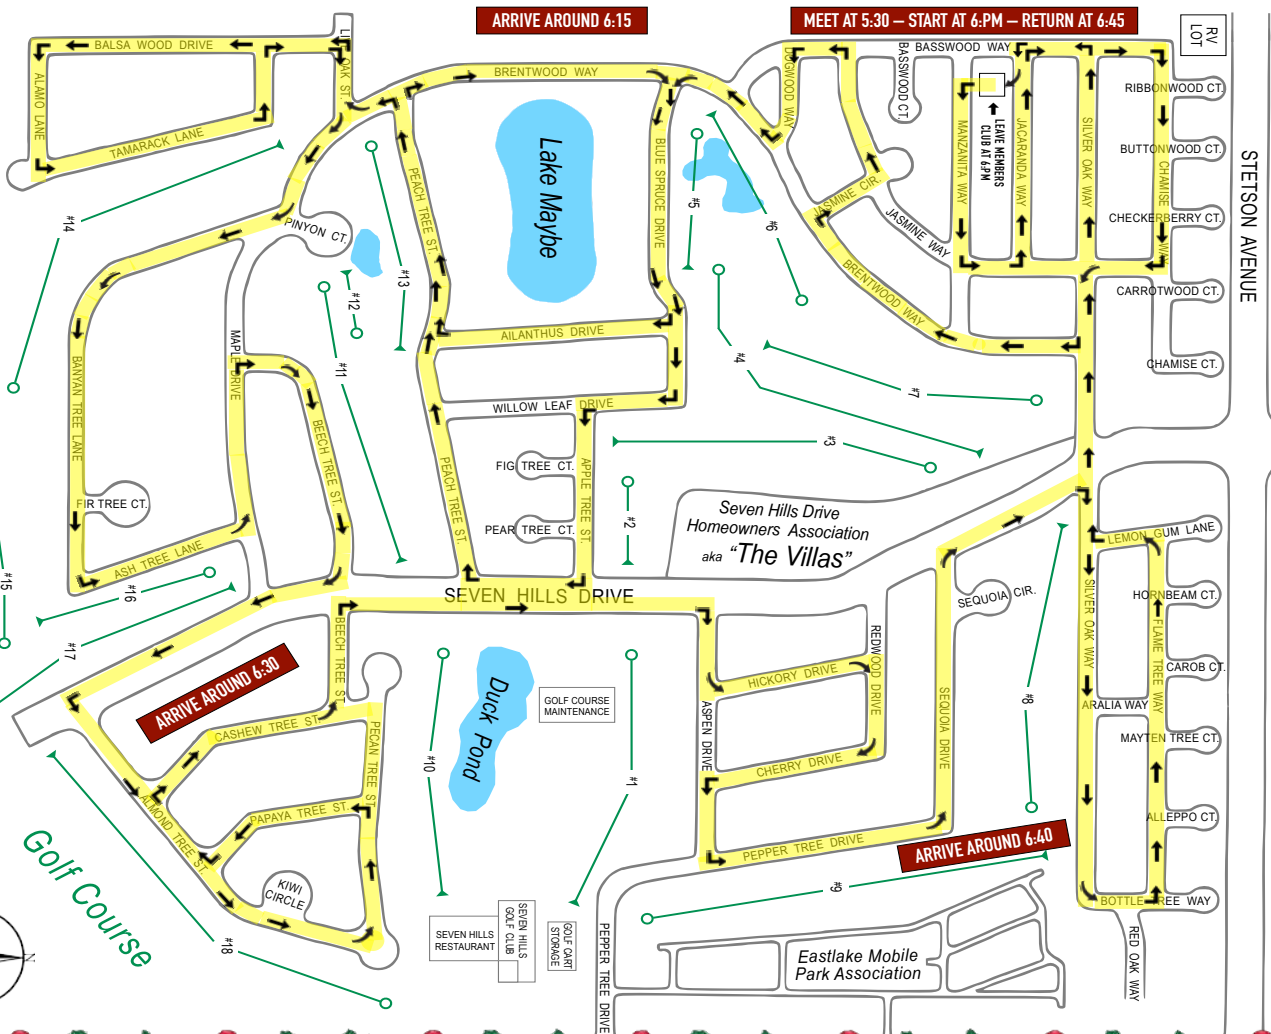 ARRIVE AROUND 6:15
MEET AT 5:30 – START AT 6:PM – RETURN AT 6:45
RV
LOT
BALSA WOOD DRIVE
ALAMO LANE
TAMARACK LANE
BRENTWOOD WAY
DOGWOOD WAY
BASSWOOD CT.
BASSWOOD WAY
RIBBONWOOD CT.
BUTTONWOOD CT.
CHECKERBERRY CT.
CARROTWOOD CT.
CHAMISE CT.
CHAMISE WAY
STETSON AVENUE
LEAVE MEMBERS
CLUB AT 6:PM
MANZANITA WAY
JACARANDA WAY
SILVER OAK WAY
JASMINE CIR.
JASMINE WAY
BRENTWOOD WAY
Lake Maybe
BLUE SPRUCE DRIVE
PEACH TREE ST.
PINYON CT.
#14
#13
#12
#11
#5
#6
#4
#7
#3
#2
AILANTHUS DRIVE
WILLOW LEAF DRIVE
MAPLE DRIVE
BANYAN TREE LANE
BEECH TREE ST.
PEACH TREE ST.
APPLE TREE ST.
FIG TREE CT.
PEAR TREE CT.
FIR TREE CT.
ASH TREE LANE
#15
#16
#17
Seven Hills Drive
Homeowners Association
aka "The Villas"
SEVEN HILLS DRIVE
LEMON GUM LANE
HORNBEAM CT.
CAROB CT.
ARALIA WAY
MAYTEN TREE CT.
ALLEPPO CT.
BOTTLE TREE WAY
RED OAK WAY
SILVER OAK WAY
FLAME TREE WAY
SEQUOIA CIR.
SEQUOIA DRIVE
REDWOOD DRIVE
HICKORY DRIVE
CHERRY DRIVE
ASPEN DRIVE
PEPPER TREE DRIVE
#8
#9
#1
#10
ARRIVE AROUND 6:30
ARRIVE AROUND 6:40
BEECH TREE ST.
CASHEW TREE ST.
PECAN TREE ST.
PAPAYA TREE ST.
ALMOND TREE ST.
KIWI
CIRCLE
Duck Pond
GOLF COURSE
MAINTENANCE
Golf Course
#18
SEVEN HILLS
RESTAURANT
SEVEN HILLS
GOLF CLUB
GOLF CART
STORAGE
PEPPER TREE DRIVE
Eastlake Mobile
Park Association
N